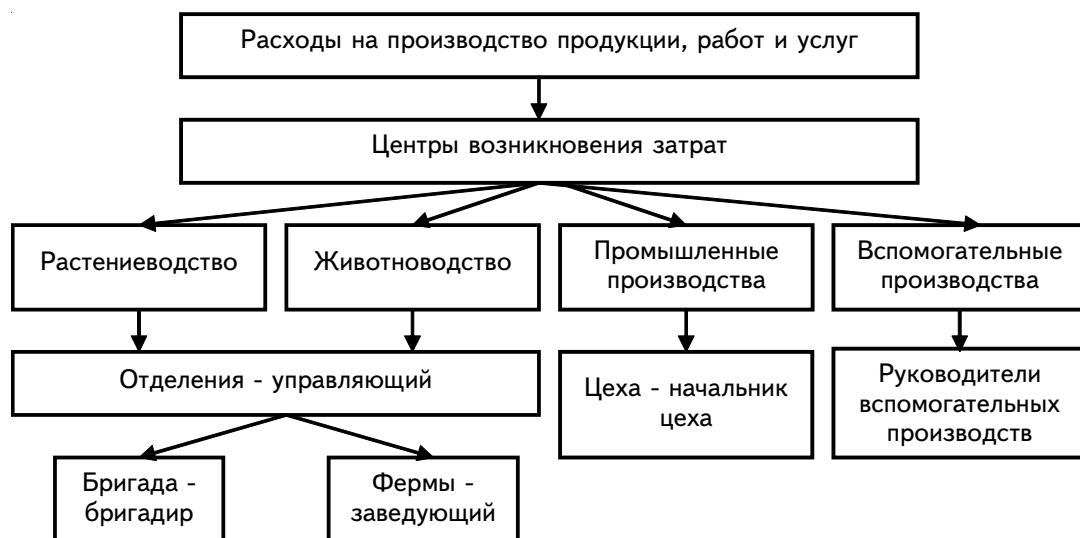 Расходы на производство продукции, работ и услуг
Центры возникновения затрат
Растениеводство
Животноводство
Промышленные
производства
Вспомогательные
производства
Отделения - управляющий
Цеха - начальник
цеха
Руководители
вспомогательных
производств
Бригада -
бригадир
Фермы -
заведующий